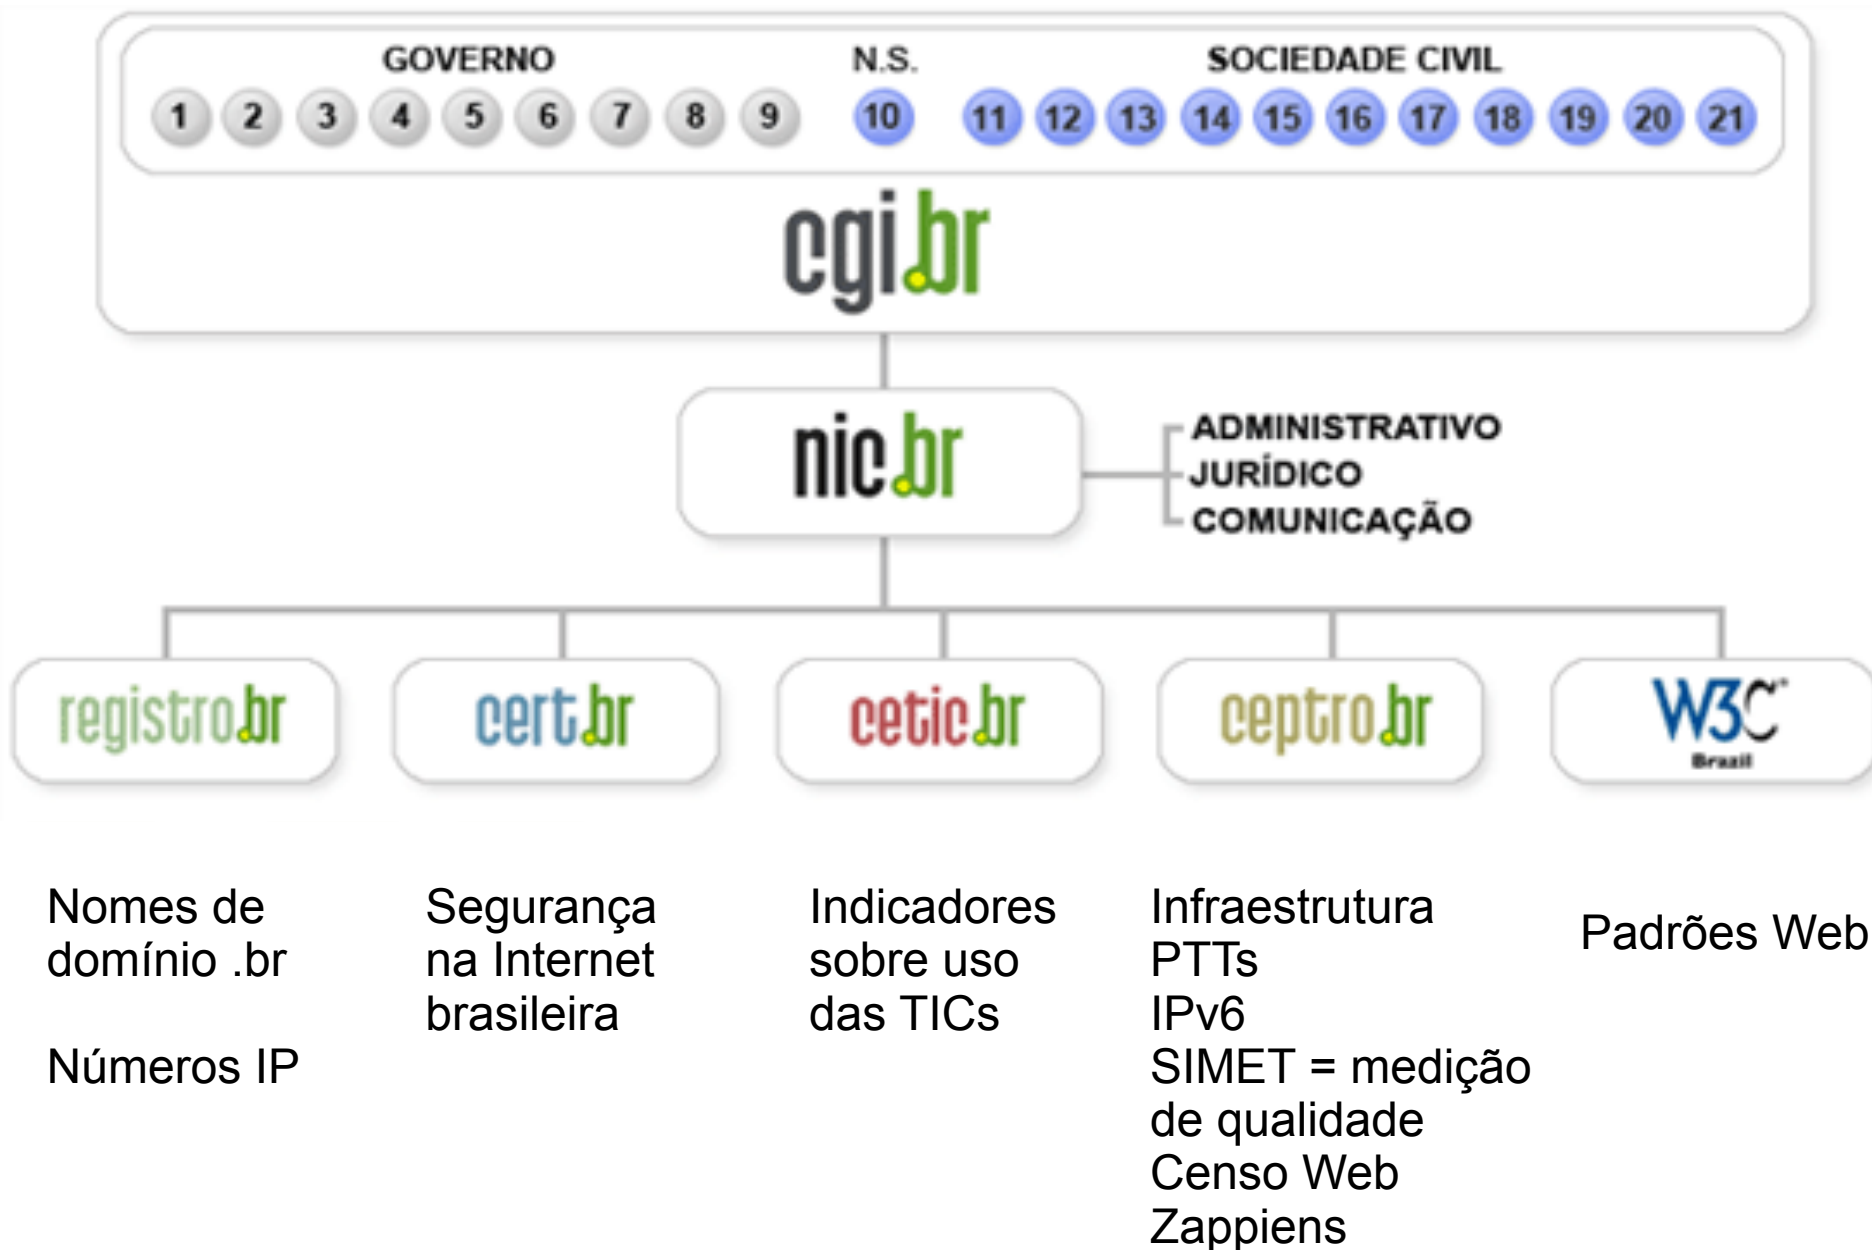 GOVERNO N.S. SOCIEDADE CIVIL
1 2 3 4 5 6 7 8 9 10 11 12 13 14 15 16 17 18 19 20 21
cgi.br
nic.br
ADMINISTRATIVO
JURÍDICO
COMUNICAÇÃO
registro.br
cert.br
cetic.br
ceptro.br
W3C
Brazil
Nomes de
domínio .br
Números IP
Segurança
na Internet
brasileira
Indicadores
sobre uso
das TICs
Infraestrutura
PTTs
IPv6
SIMET = medição
de qualidade
Censo Web
Zappiens
Padrões Web